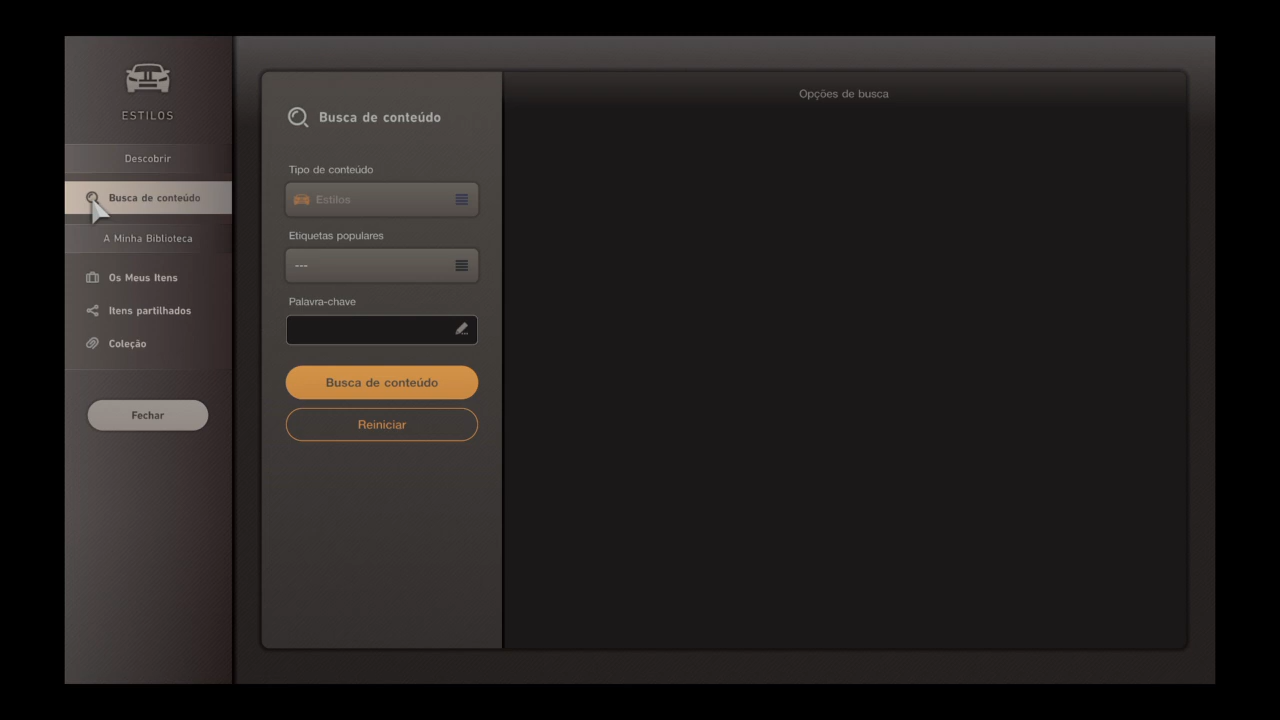 ESTILOS
Descobrir
Busca de conteúdo
A Minha Biblioteca
Os Meus Itens
Itens partilhados
Coleção
Fechar
Busca de conteúdo
Tipo de conteúdo
Estilos
Etiquetas populares
---
Palavra-chave
Busca de conteúdo
Reiniciar
Opções de busca